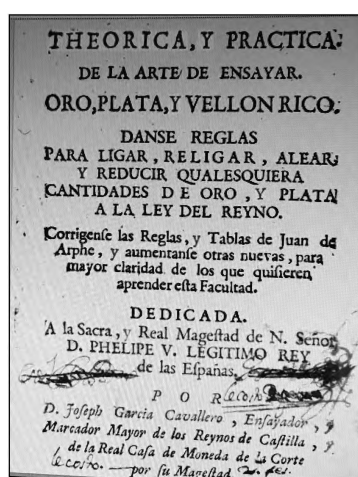 THEORICA, Y PRACTICA
DE LA ARTE DE ENSAYAR.
ORO, PLATA, Y VELLON RICO.
DANSE REGLAS
PARA LIGAR, RELIGAR, ALEAR,
Y REDUCIR QUALESQUIERA
CANTIDADES DE ORO, Y PLATA
A LA LEY DEL REYNO.
Corrigense las Reglas, y Tablas de Juan de
Arphe, y aumentanse otras nuevas, para
mayor claridad de los que quisieren
aprender esta Facultad.
DEDICADA.
A la Sacra, y Real Magestad de N. Señor
D. PHELIPE V. LEGITIMO REY
de las Españas,
POR
D. Joseph Garcia Cavallero, Ensayador, y
Marcador Mayor de los Reynos de Castilla, y
de la Real Casa de Moneda de la Corte
por su Magestad